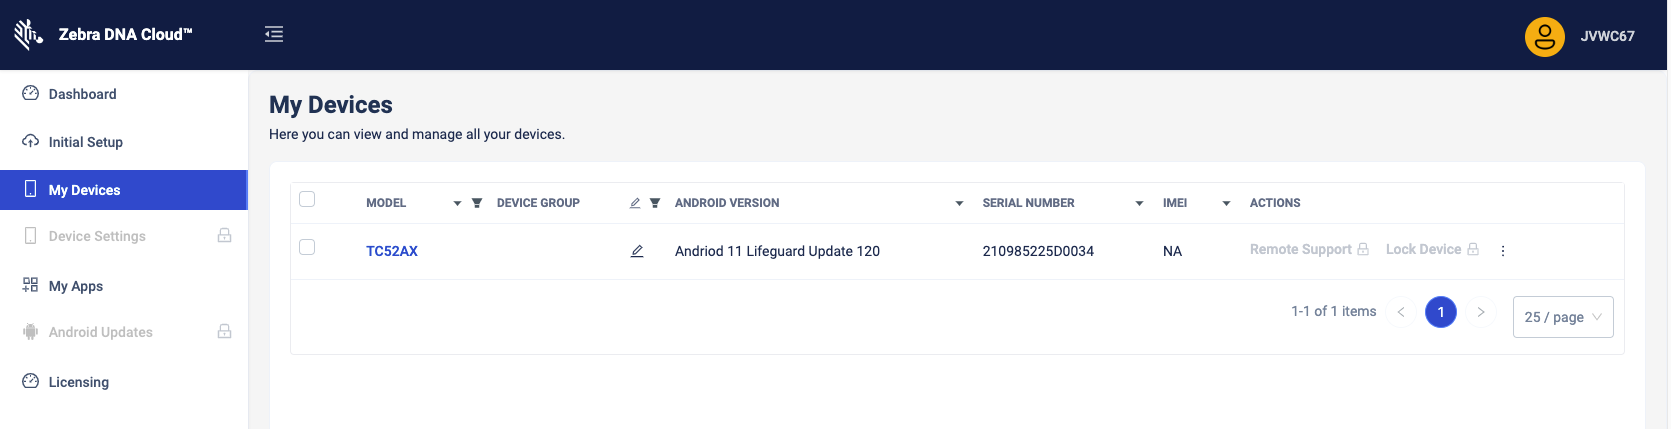 Zebra DNA Cloud™
JVWC67
Dashboard
Initial Setup
My Devices
Device Settings
My Apps
Android Updates
Licensing
My Devices
Here you can view and manage all your devices.
MODEL DEVICE GROUP ANDROID VERSION SERIAL NUMBER IMEI ACTIONS
TC52AX Andriod 11 Lifeguard Update 120 210985225D0034 NA Remote Support Lock Device
1-1 of 1 items < 1 > 25 / page